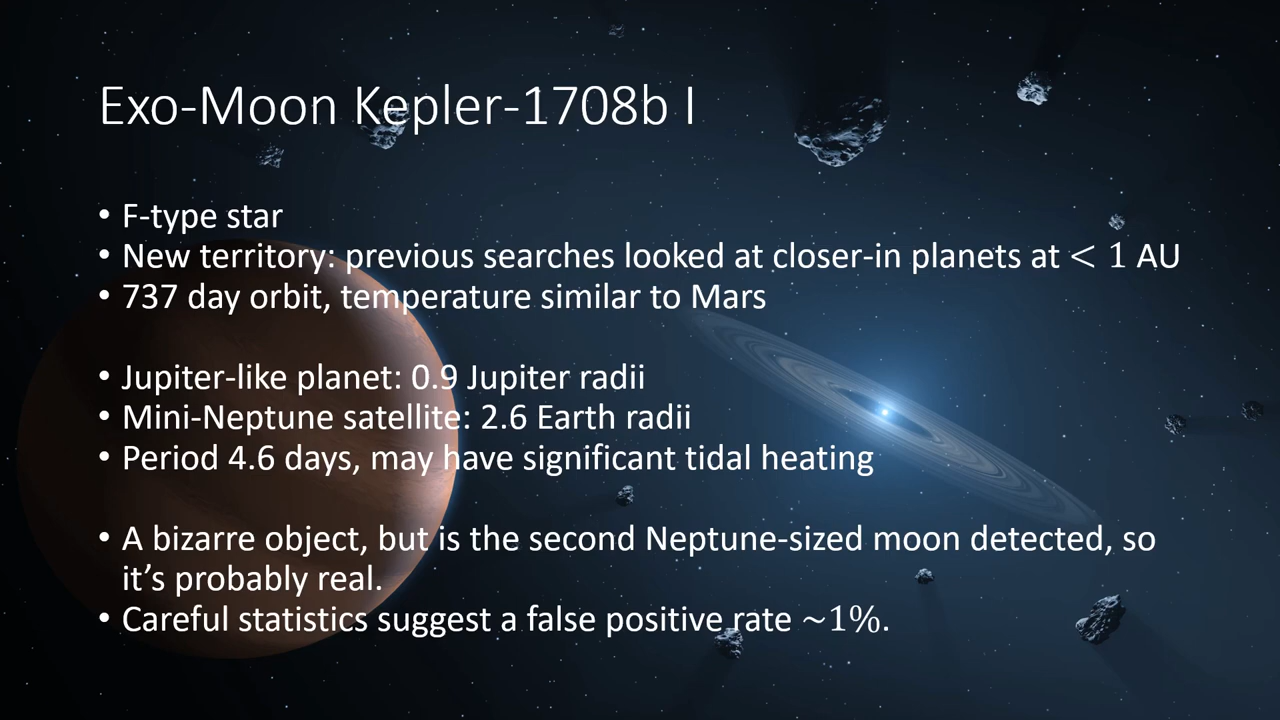 Exo-Moon Kepler-1708b I
• F-type star
• New territory: previous searches looked at closer-in planets at < 1 AU
• 737 day orbit, temperature similar to Mars
• Jupiter-like planet: 0.9 Jupiter radii
• Mini-Neptune satellite: 2.6 Earth radii
• Period 4.6 days, may have significant tidal heating
• A bizarre object, but is the second Neptune-sized moon detected, so
it’s probably real.
• Careful statistics suggest a false positive rate ~1%.